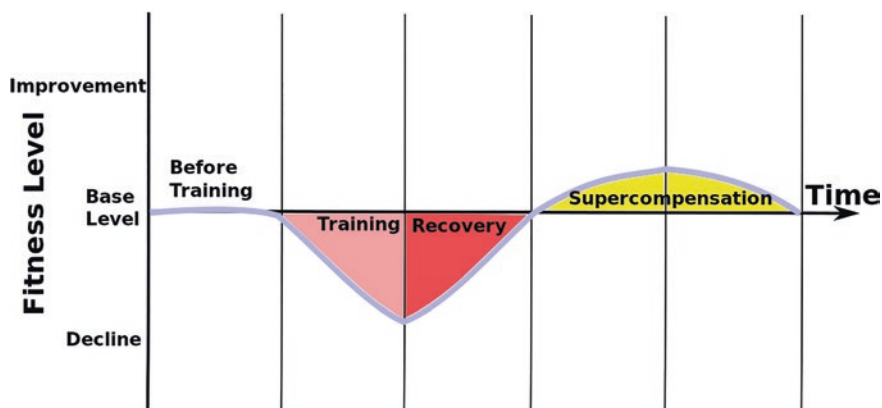 Fitness Level
Improvement
Base
Level
Decline
Before
Training
Training
Recovery
Supercompensation
Time